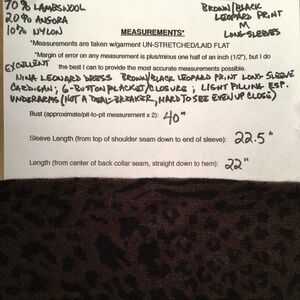 70% LAMBSWOOL
20% ANGORA
10% NYLON
BROWN/BLACK
LEOPARD PRINT
M
LONG-SLEEVES
MEASUREMENTS*
*Measurements are taken w/garment UN-STRETCHED/LAID FLAT
*Margin of error on any measurement is plus/minus one half of an inch (1/2"), but I do
the best I can to provide the most accurate measurements possible.
EXCELLENT
NINA LEONARD DRESS BROWN/BLACK LEOPARD PRINT LONG SLEEVE
CARDIGAN; 6-BUTTON PLACKET/CLOSURE; LIGHT PILLING ESP.
UNDERARMS (NOT A DEAL-BREAKER, HARD TO SEE EVEN UP CLOSE)
Bust (approximate/pit-to-pit measurement x 2): 40"
Sleeve Length (from top of shoulder seam down to end of sleeve): 22.5"
Length (from center of back collar seam, straight down to hem): 22"